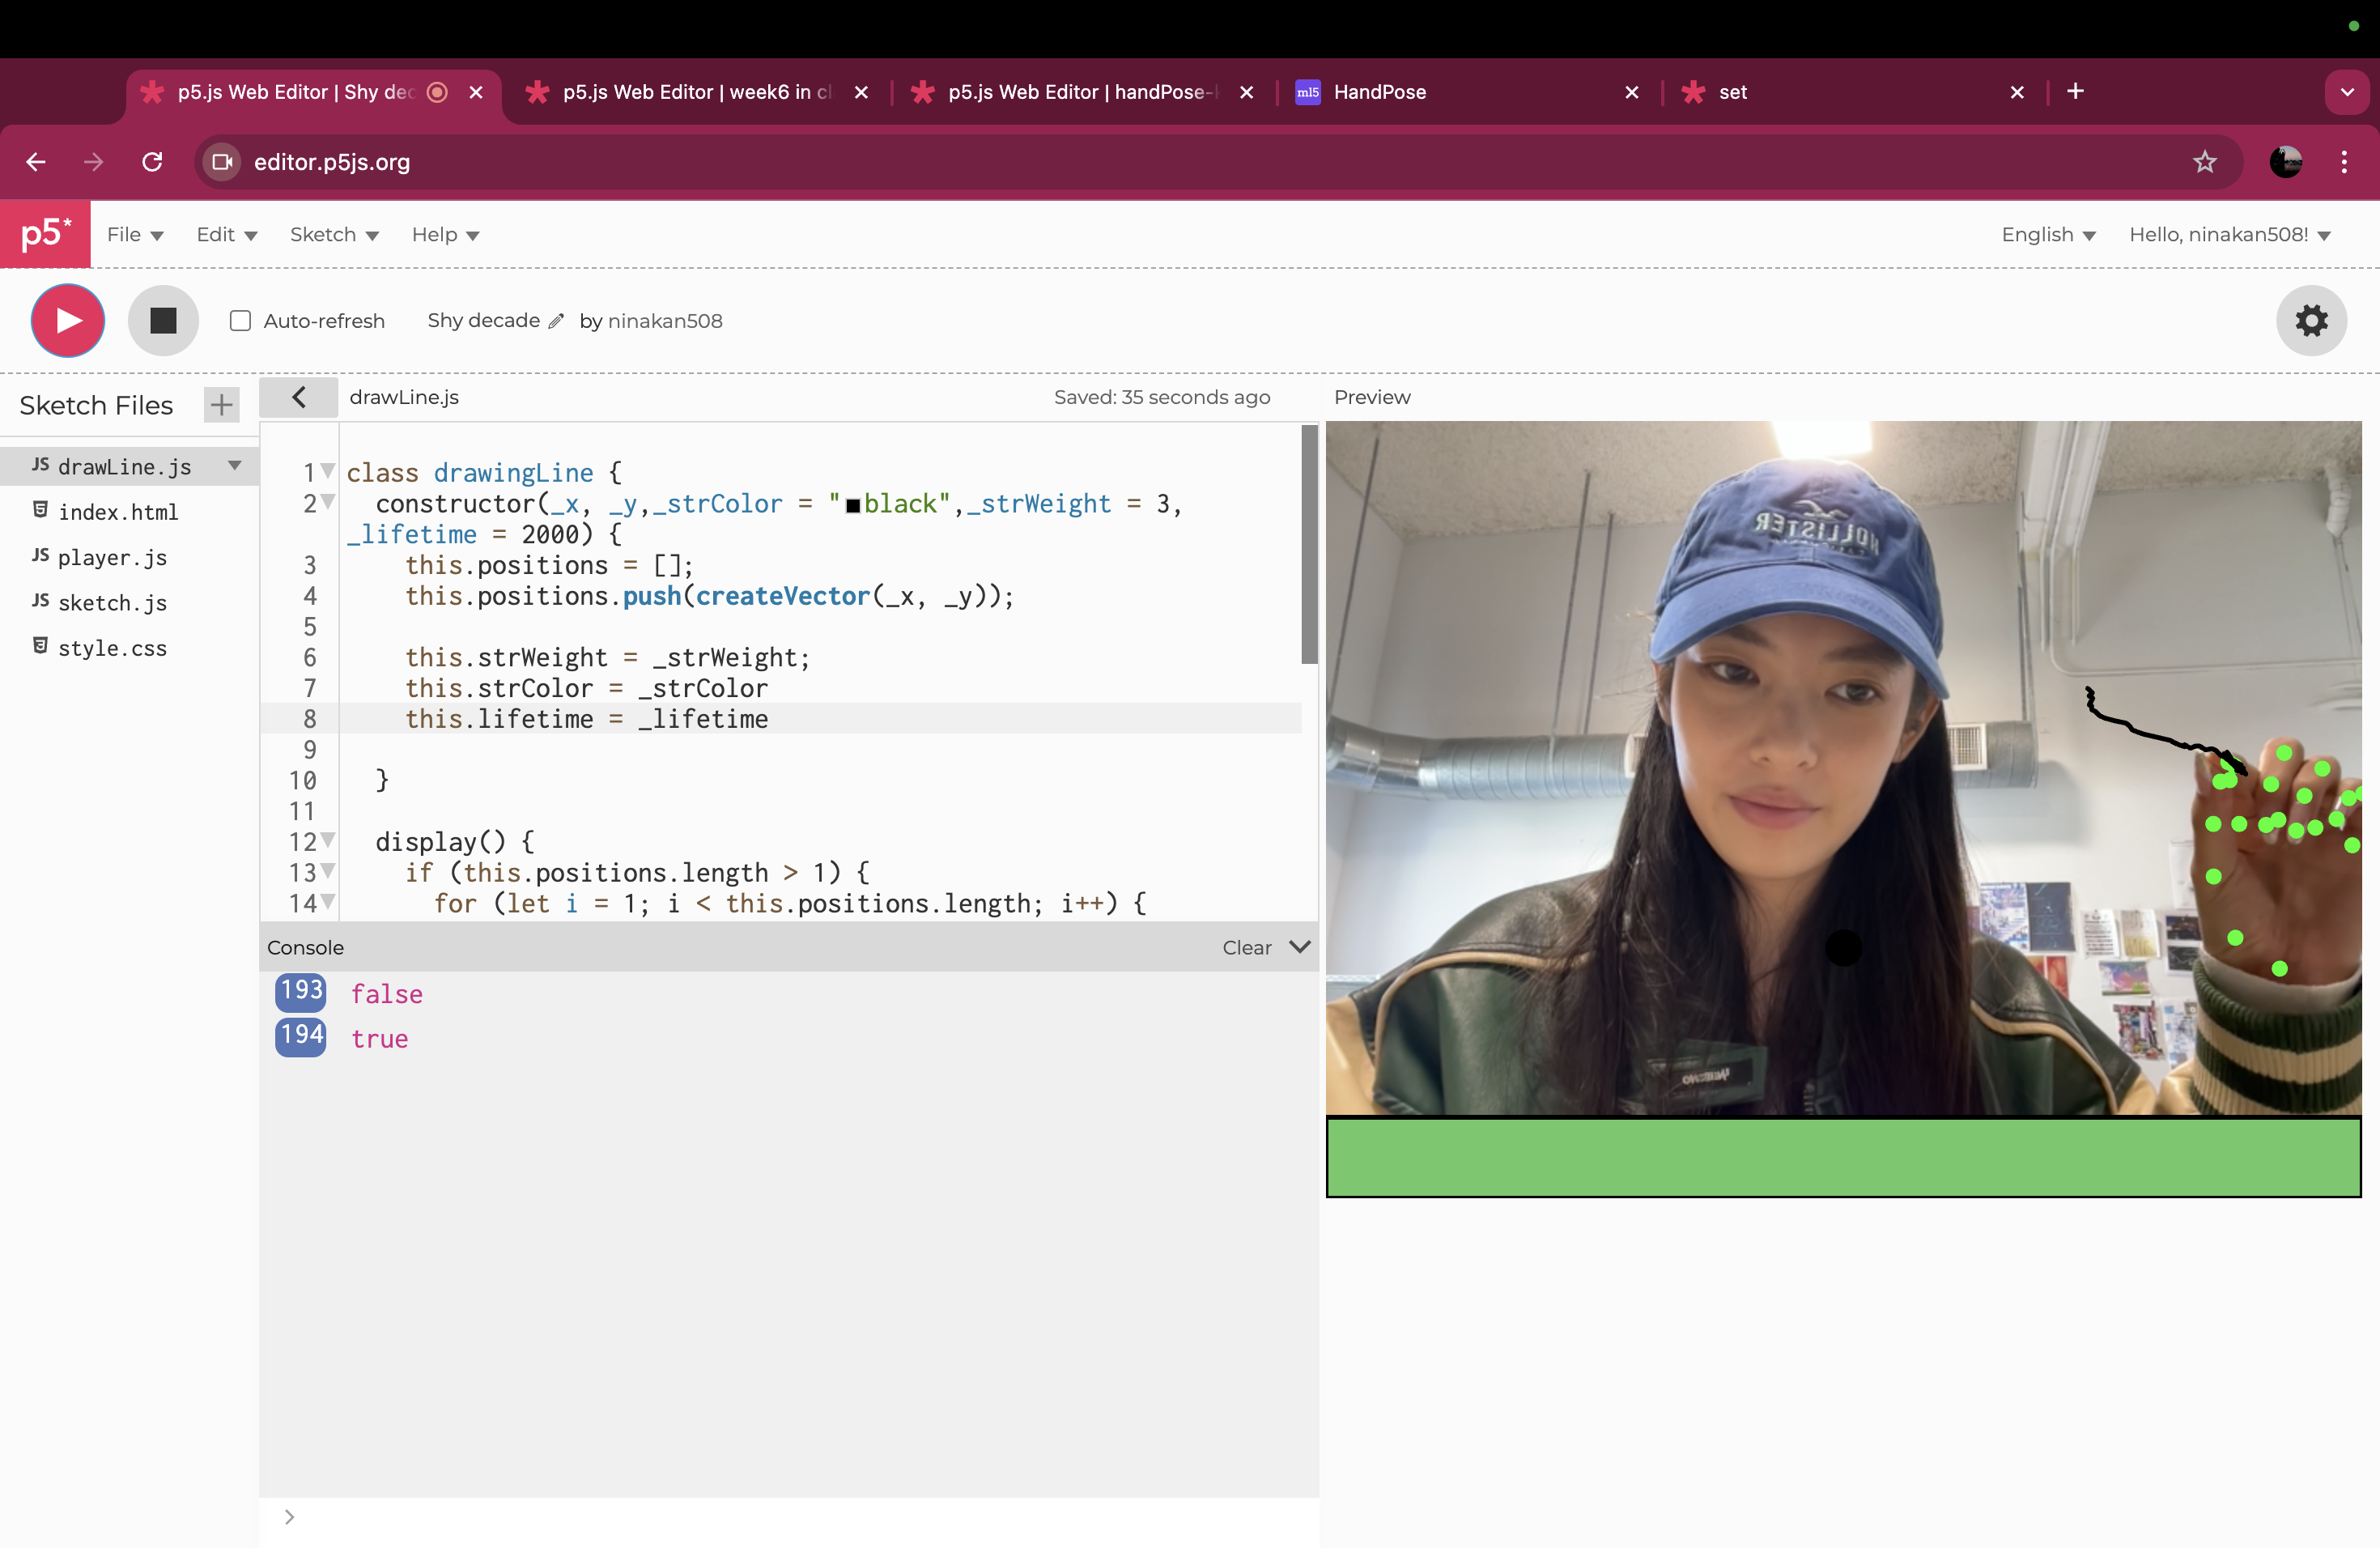 p5.js Web Editor | Shy dec
p5.js Web Editor | week6 in cl
p5.js Web Editor | handPose-k
ml5 HandPose
set
editor.p5js.org
p5* File Edit Sketch Help English Hello, ninakan508!
Auto-refresh Shy decade by ninakan508
Sketch Files
drawLine.js Saved: 35 seconds ago Preview
JS drawLine.js
index.html
JS player.js
JS sketch.js
style.css
1 class drawingLine {
2 constructor(_x, _y,_strColor = "black",_strWeight = 3,
_lifetime = 2000) {
3 this.positions = [];
4 this.positions.push(createVector(_x, _y));
5
6 this.strWeight = _strWeight;
7 this.strColor = _strColor
8 this.lifetime = _lifetime
9
10 }
11
12 display() {
13 if (this.positions.length > 1) {
14 for (let i = 1; i < this.positions.length; i++) {
Console Clear
193 false
194 true
>
HOLLISTER